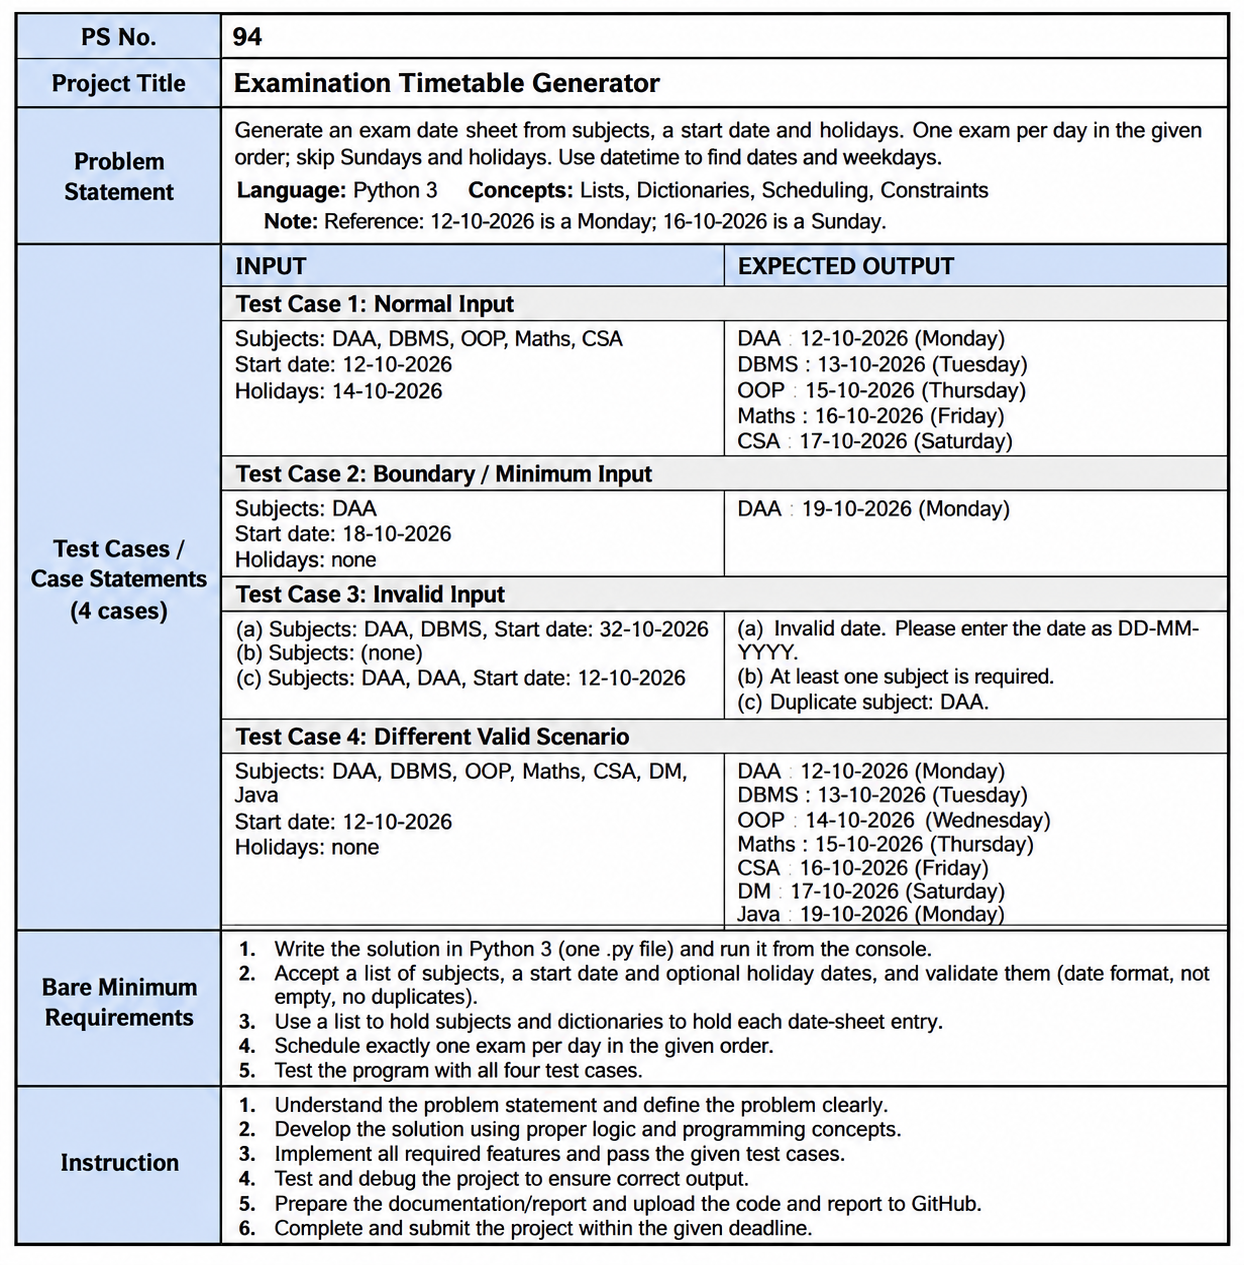 PS No. 94
Project Title Examination Timetable Generator
Problem Statement
Generate an exam date sheet from subjects, a start date and holidays. One exam per day in the given
order; skip Sundays and holidays. Use datetime to find dates and weekdays.
Language: Python 3 Concepts: Lists, Dictionaries, Scheduling, Constraints
Note: Reference: 12-10-2026 is a Monday; 16-10-2026 is a Sunday.
Test Cases /
Case Statements
(4 cases)
INPUT EXPECTED OUTPUT
Test Case 1: Normal Input
Subjects: DAA, DBMS, OOP, Maths, CSA
Start date: 12-10-2026
Holidays: 14-10-2026
DAA : 12-10-2026 (Monday)
DBMS : 13-10-2026 (Tuesday)
OOP : 15-10-2026 (Thursday)
Maths : 16-10-2026 (Friday)
CSA : 17-10-2026 (Saturday)
Test Case 2: Boundary / Minimum Input
Subjects: DAA
Start date: 18-10-2026
Holidays: none
DAA : 19-10-2026 (Monday)
Test Case 3: Invalid Input
(a) Subjects: DAA, DBMS, Start date: 32-10-2026
(b) Subjects: (none)
(c) Subjects: DAA, DAA, Start date: 12-10-2026
(a) Invalid date. Please enter the date as DD-MM-
YYYY.
(b) At least one subject is required.
(c) Duplicate subject: DAA.
Test Case 4: Different Valid Scenario
Subjects: DAA, DBMS, OOP, Maths, CSA, DM,
Java
Start date: 12-10-2026
Holidays: none
DAA : 12-10-2026 (Monday)
DBMS : 13-10-2026 (Tuesday)
OOP : 14-10-2026 (Wednesday)
Maths : 15-10-2026 (Thursday)
CSA : 16-10-2026 (Friday)
DM : 17-10-2026 (Saturday)
Java : 19-10-2026 (Monday)
Bare Minimum
Requirements
1. Write the solution in Python 3 (one .py file) and run it from the console.
2. Accept a list of subjects, a start date and optional holiday dates, and validate them (date format, not
empty, no duplicates).
3. Use a list to hold subjects and dictionaries to hold each date-sheet entry.
4. Schedule exactly one exam per day in the given order.
5. Test the program with all four test cases.
Instruction
1. Understand the problem statement and define the problem clearly.
2. Develop the solution using proper logic and programming concepts.
3. Implement all required features and pass the given test cases.
4. Test and debug the project to ensure correct output.
5. Prepare the documentation/report and upload the code and report to GitHub.
6. Complete and submit the project within the given deadline.